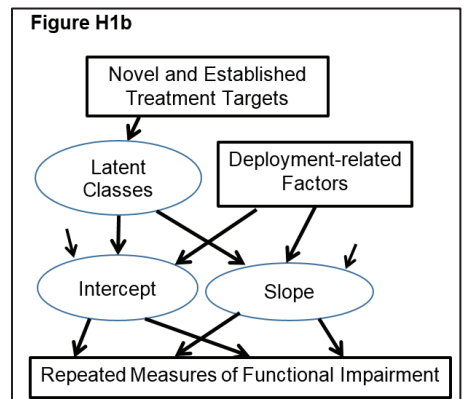 Figure H1b
Novel and Established
Treatment Targets
Latent
Classes
Deployment-related
Factors
Intercept
Slope
Repeated Measures of Functional Impairment